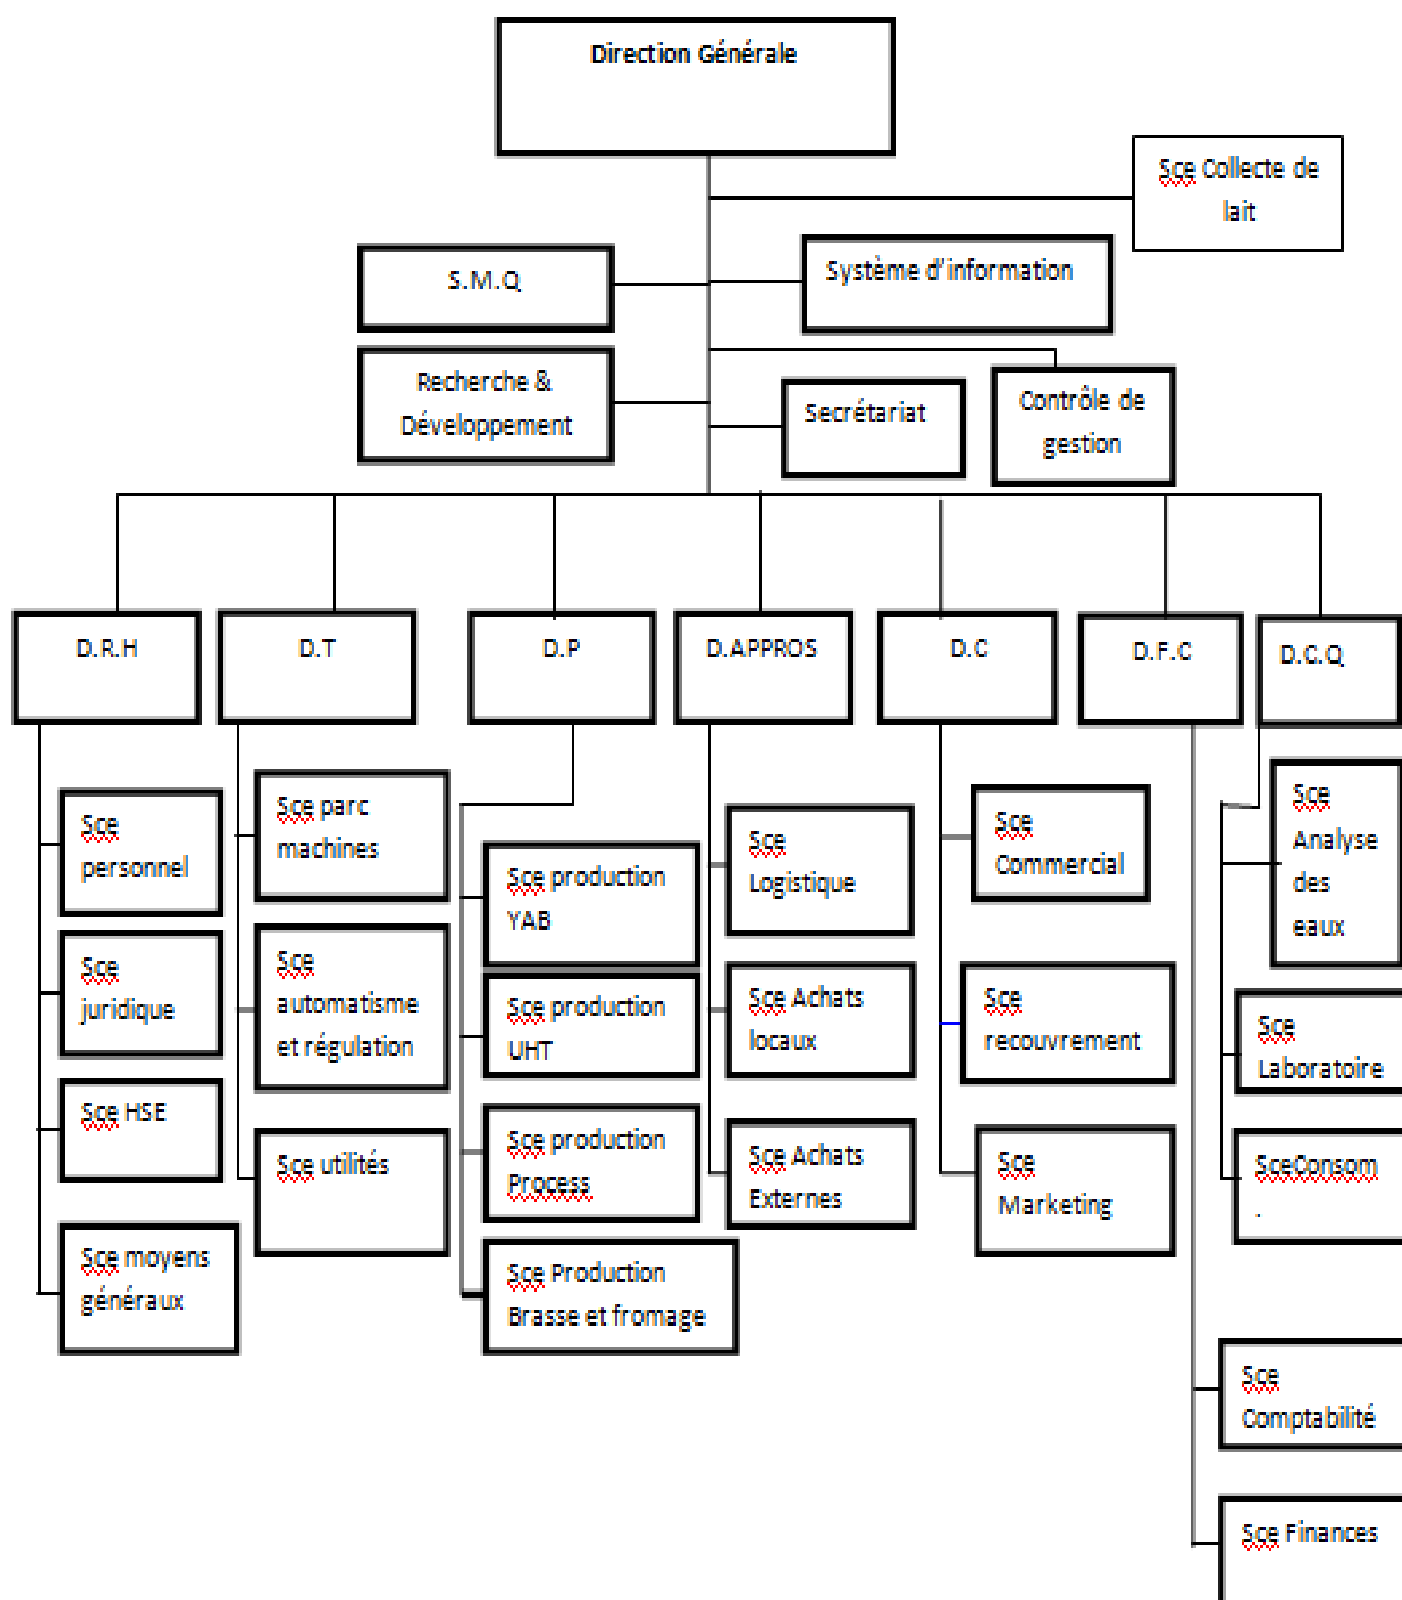 Direction Générale
Sce Collecte de
lait
S.M.Q
Système d'information
Recherche &
Développement
Secrétariat
Contrôle de
gestion
D.R.H
D.T
D.P
D.APPROS
D.C
D.F.C
D.C.Q
Sce
personnel
Sce
juridique
Sce HSE
Sce moyens
généraux
Sce parc
machines
Sce
automatisme
et régulation
Sce utilités
Sce production
YAB
Sce production
UHT
Sce production
Process
Sce Production
Brasse et fromage
Sce
Logistique
Sce Achats
locaux
Sce Achats
Externes
Sce
Commercial
Sce
recouvrement
Sce
Marketing
Sce
Analyse
des
eaux
Sce
Laboratoire
SceConsom
.
Sce
Comptabilité
Sce Finances